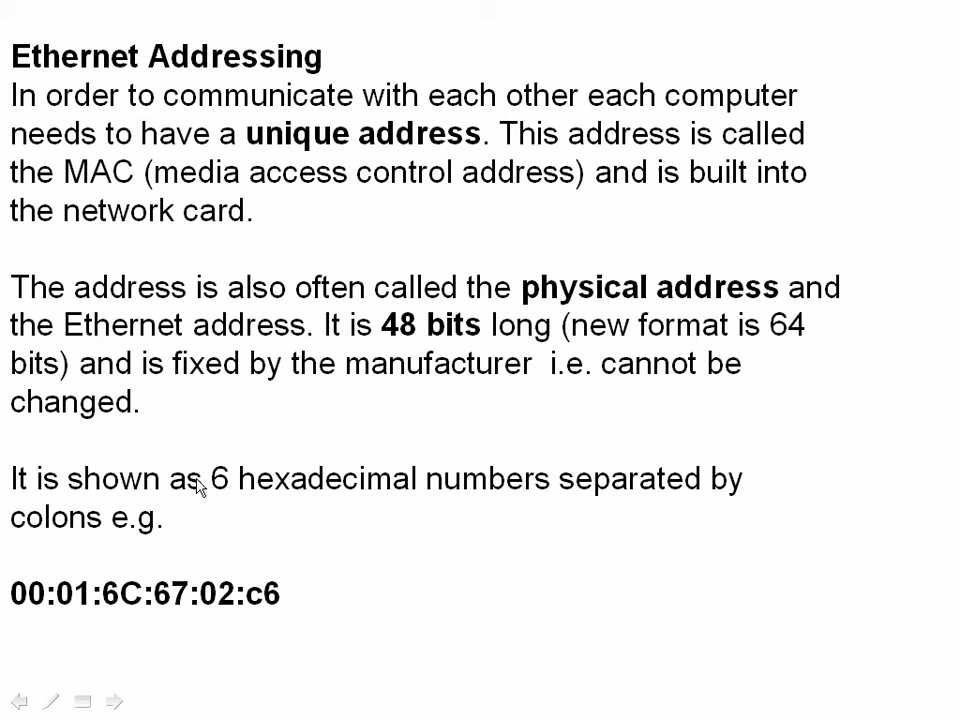 Ethernet Addressing
In order to communicate with each other each computer
needs to have a unique address. This address is called
the MAC (media access control address) and is built into
the network card.
The address is also often called the physical address and
the Ethernet address. It is 48 bits long (new format is 64
bits) and is fixed by the manufacturer  i.e. cannot be
changed.
It is shown as 6 hexadecimal numbers separated by
colons e.g.
00:01:6C:67:02:c6